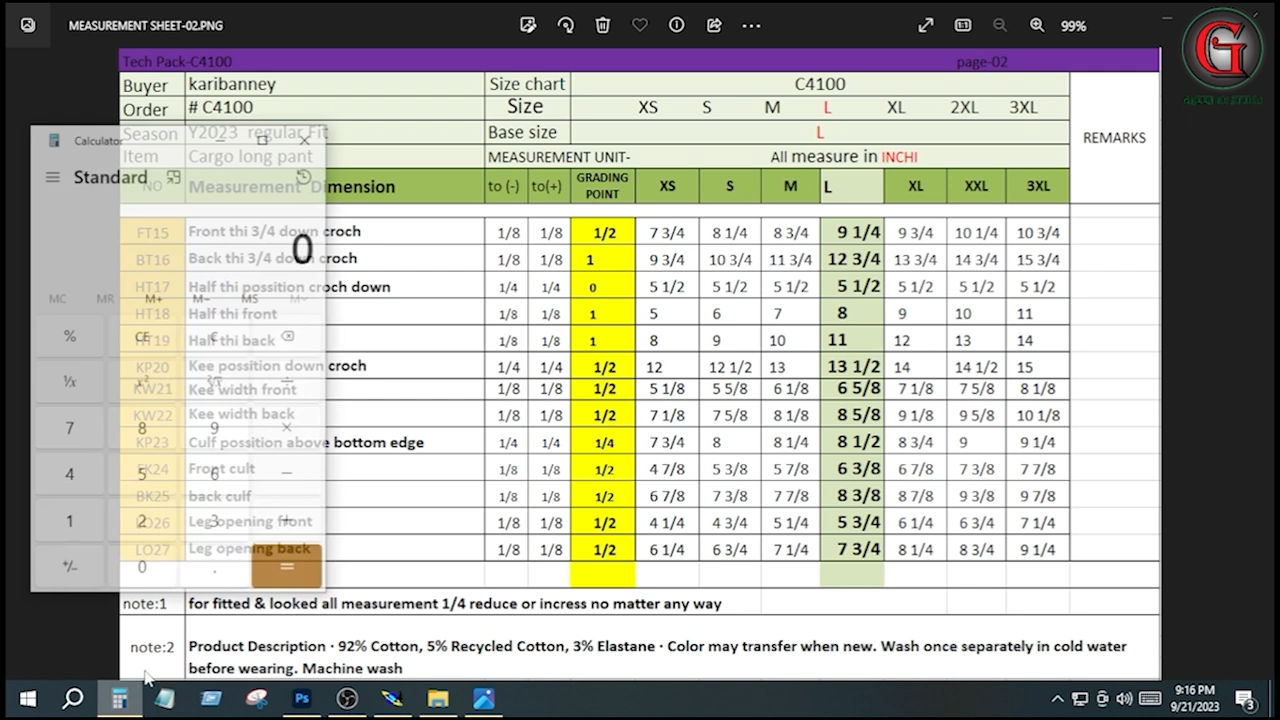 MEASUREMENT SHEET-02.PNG
99%
Tech Pack-C4100 page-02
Buyer karibanney Size chart C4100
Order # C4100 Size XS S M L XL 2XL 3XL
Season Y2023 regular Fit Base size L
Item Cargo long pant MEASUREMENT UNIT- All measure in INCHI
REMARKS
NO Measurement Dimension to (-) to(+) GRADING POINT XS S M L XL XXL 3XL
FT15 Front thi 3/4 down croch 1/8 1/8 1/2 7 3/4 8 1/4 8 3/4 9 1/4 9 3/4 10 1/4 10 3/4
BT16 Back thi 3/4 down croch 1/8 1/8 1 9 3/4 10 3/4 11 3/4 12 3/4 13 3/4 14 3/4 15 3/4
HT17 Half thi possition croch down 1/4 1/4 0 5 1/2 5 1/2 5 1/2 5 1/2 5 1/2 5 1/2 5 1/2
HT18 Half thi front 1/8 1/8 1 5 6 7 8 9 10 11
HT19 Half thi back 1/8 1/8 1 8 9 10 11 12 13 14
KP20 Kee possition down croch 1/4 1/4 1/2 12 12 1/2 13 13 1/2 14 14 1/2 15
KW21 Kee width front 1/8 1/8 1/2 5 1/8 5 5/8 6 1/8 6 5/8 7 1/8 7 5/8 8 1/8
KW22 Kee width back 1/8 1/8 1/2 7 1/8 7 5/8 8 1/8 8 5/8 9 1/8 9 5/8 10 1/8
KP23 Culf possition above bottom edge 1/4 1/4 1/4 7 3/4 8 8 1/4 8 1/2 8 3/4 9 9 1/4
FK24 Front cult 1/8 1/8 1/2 4 7/8 5 3/8 5 7/8 6 3/8 6 7/8 7 3/8 7 7/8
BK25 back culf 1/8 1/8 1/2 6 7/8 7 3/8 7 7/8 8 3/8 8 7/8 9 3/8 9 7/8
LO26 Leg opening front 1/8 1/8 1/2 4 1/4 4 3/4 5 1/4 5 3/4 6 1/4 6 3/4 7 1/4
LO27 Leg opening back 1/8 1/8 1/2 6 1/4 6 3/4 7 1/4 7 3/4 8 1/4 8 3/4 9 1/4
note:1 for fitted & looked all measurement 1/4 reduce or incress no matter any way
note:2 Product Description · 92% Cotton, 5% Recycled Cotton, 3% Elastane · Color may transfer when new. Wash once separately in cold water
before wearing. Machine wash
Calculator
Standard
0
MC MR M+ M− MS
% CE C
7 8 9 ×
4 5 6 −
1 2 3 +
+/− 0 . =
9:16 PM
9/21/2023
3